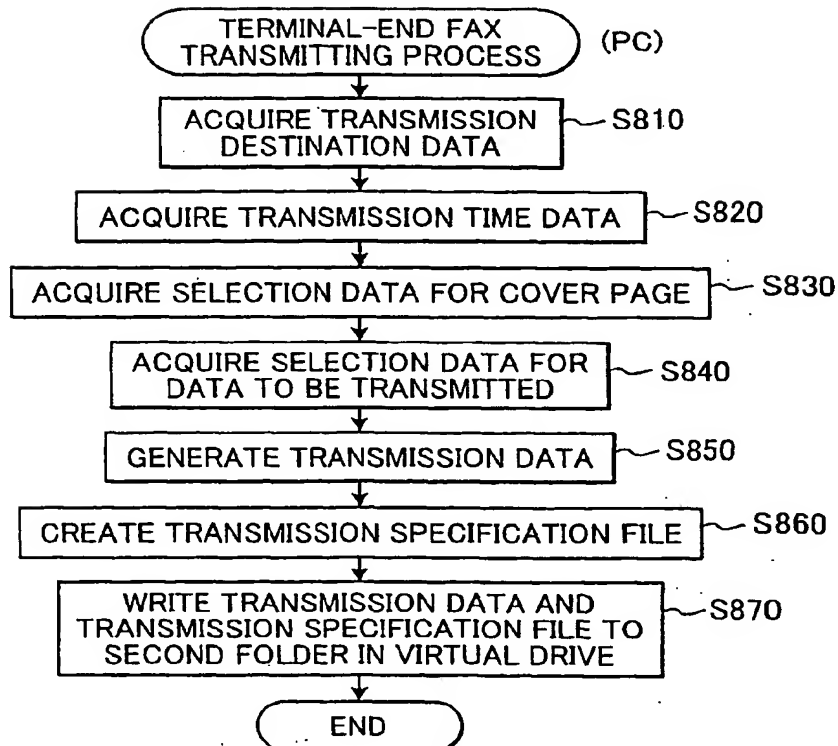 TERMINAL-END FAX
TRANSMITTING PROCESS
(PC)
ACQUIRE TRANSMISSION
DESTINATION DATA
S810
ACQUIRE TRANSMISSION TIME DATA
S820
ACQUIRE SELECTION DATA FOR COVER PAGE
S830
ACQUIRE SELECTION DATA FOR
DATA TO BE TRANSMITTED
S840
GENERATE TRANSMISSION DATA
S850
CREATE TRANSMISSION SPECIFICATION FILE
S860
WRITE TRANSMISSION DATA AND
TRANSMISSION SPECIFICATION FILE TO
SECOND FOLDER IN VIRTUAL DRIVE
S870
END